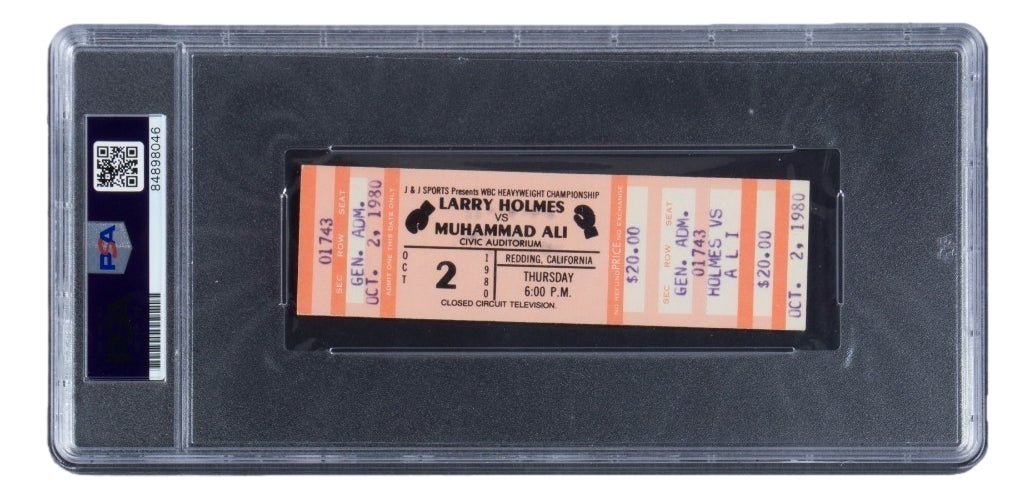 84898046
PSA
01743
SEC ROW SEAT
GEN. ADM.
OCT. 2, 1980
ADMIT ONE THIS DATE ONLY
J & J SPORTS Presents WBC HEAVYWEIGHT CHAMPIONSHIP
LARRY HOLMES
VS
MUHAMMAD ALI
CIVIC AUDITORIUM
OCT 2 1980
REDDING, CALIFORNIA
THURSDAY
6:00 P.M.
CLOSED CIRCUIT TELEVISION.
NO REFUND PRICE NO EXCHANGE
$20.00
SEC ROW SEAT
GEN. ADM.
01743
HOLMES VS
ALI
$20.00
OCT. 2, 1980